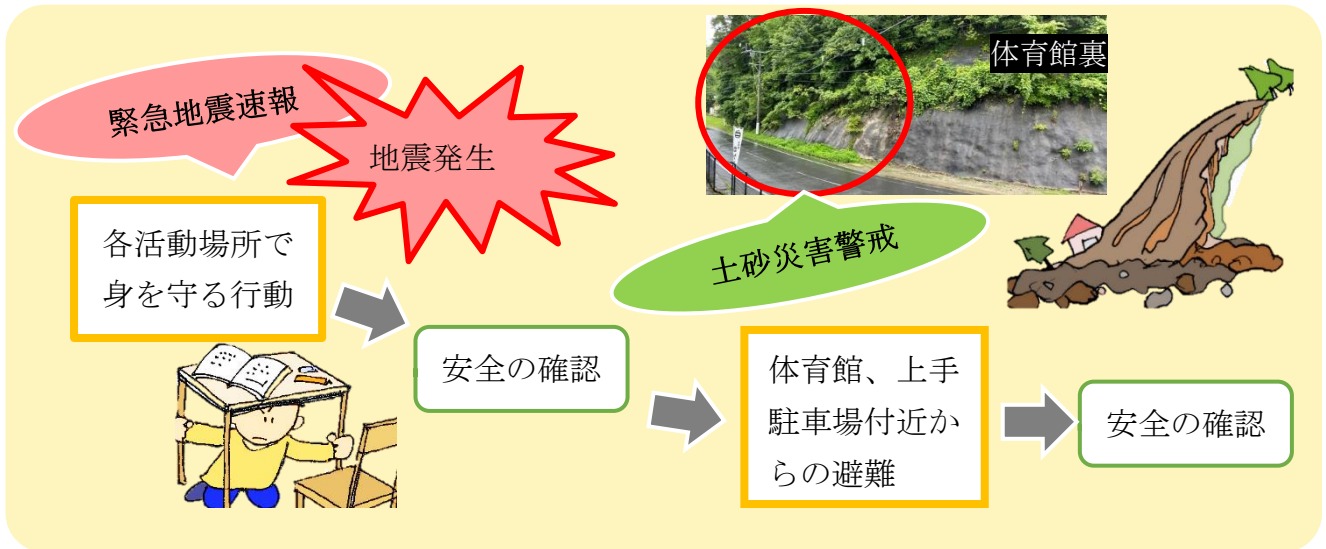 緊急地震速報
地震発生
各活動場所で
身を守る行動
安全の確認
体育館裏
土砂災害警戒
体育館、上手
駐車場付近か
らの避難
安全の確認